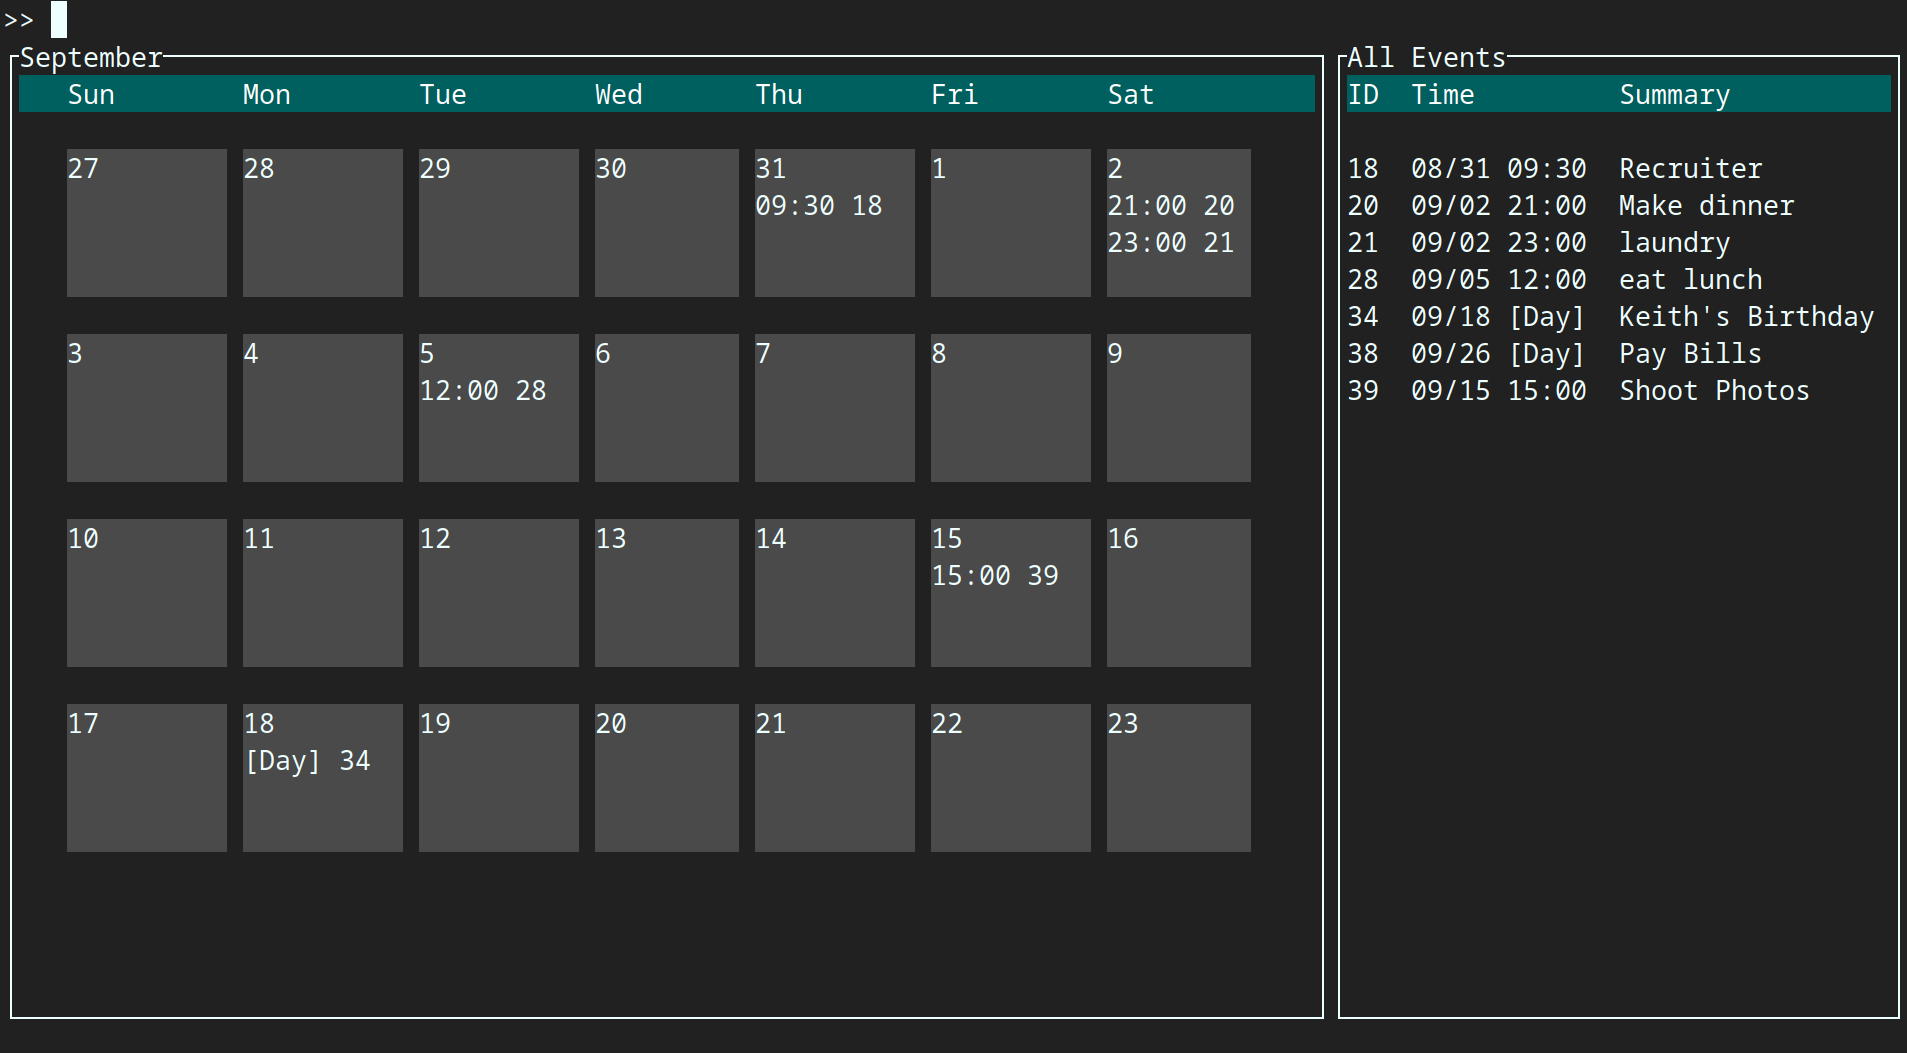 >>
September
Sun Mon Tue Wed Thu Fri Sat
27 28 29 30 31 1 2
09:30 18 21:00 20
23:00 21
3 4 5 6 7 8 9
12:00 28
10 11 12 13 14 15 16
15:00 39
17 18 19 20 21 22 23
[Day] 34
All Events
ID Time Summary
18 08/31 09:30 Recruiter
20 09/02 21:00 Make dinner
21 09/02 23:00 laundry
28 09/05 12:00 eat lunch
34 09/18 [Day] Keith's Birthday
38 09/26 [Day] Pay Bills
39 09/15 15:00 Shoot Photos